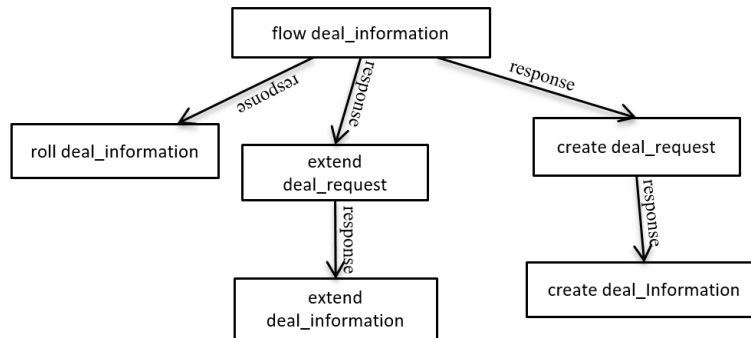 flow deal_information
response
response
response
roll deal_information
extend
deal_request
create deal_request
response
response
extend
deal_information
create deal_Information